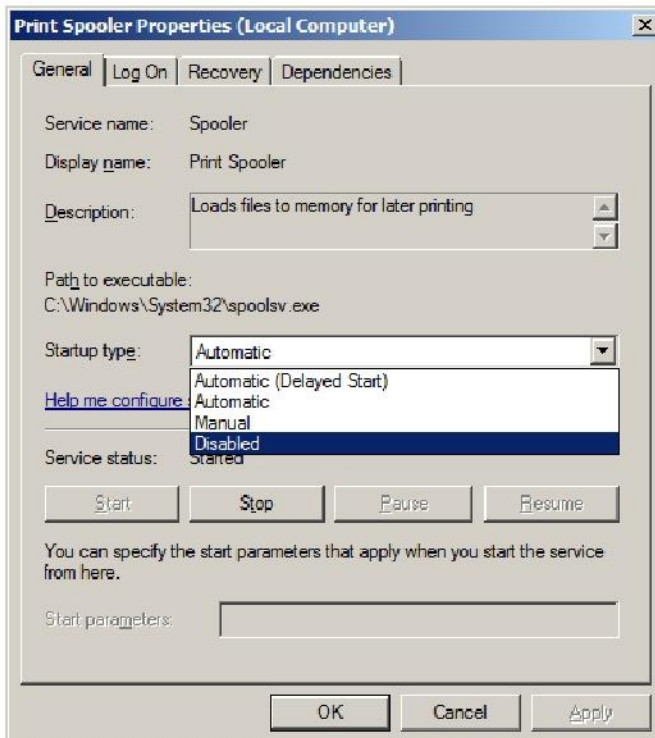 Print Spooler Properties (Local Computer)
General Log On Recovery Dependencies
Service name: Spooler
Display name: Print Spooler
Description: Loads files to memory for later printing
Path to executable:
C:\Windows\System32\spoolsv.exe
Startup type: Automatic
Automatic (Delayed Start)
Help me configure Automatic
Manual
Disabled
Service status: Started
Start Stop Pause Resume
You can specify the start parameters that apply when you start the service
from here.
Start parameters:
OK Cancel Apply